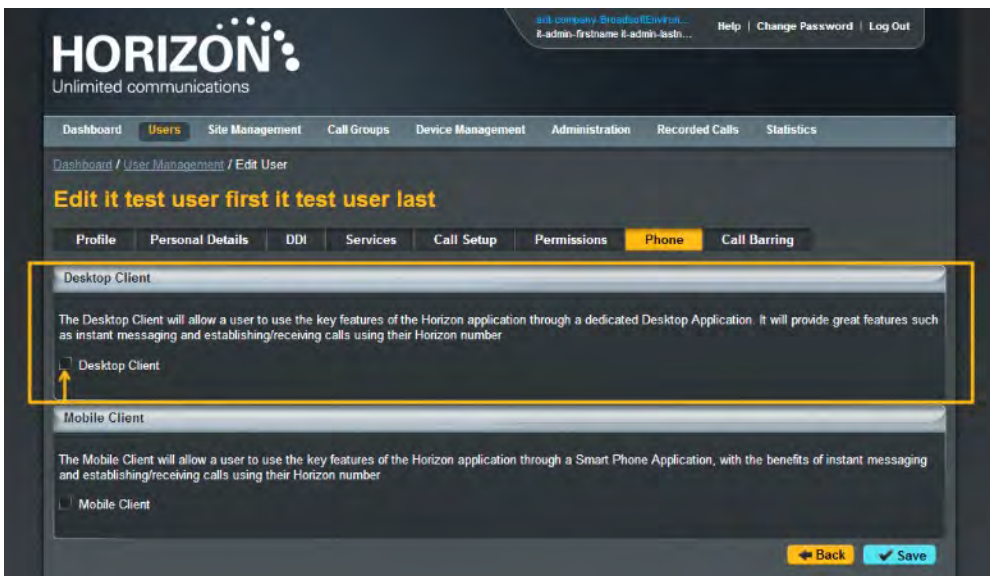 HORIZON
Unlimited communications
it-admin-firstname it-admin-lastn...
Help | Change Password | Log Out
Dashboard Users Site Management Call Groups Device Management Administration Recorded Calls Statistics
Dashboard / User Management / Edit User
Edit it test user first it test user last
Profile Personal Details DDI Services Call Setup Permissions Phone Call Barring
Desktop Client
The Desktop Client will allow a user to use the key features of the Horizon application through a dedicated Desktop Application. It will provide great features such
as instant messaging and establishing/receiving calls using their Horizon number
Desktop Client
Mobile Client
The Mobile Client will allow a user to use the key features of the Horizon application through a Smart Phone Application, with the benefits of instant messaging
and establishing/receiving calls using their Horizon number
Mobile Client
Back Save